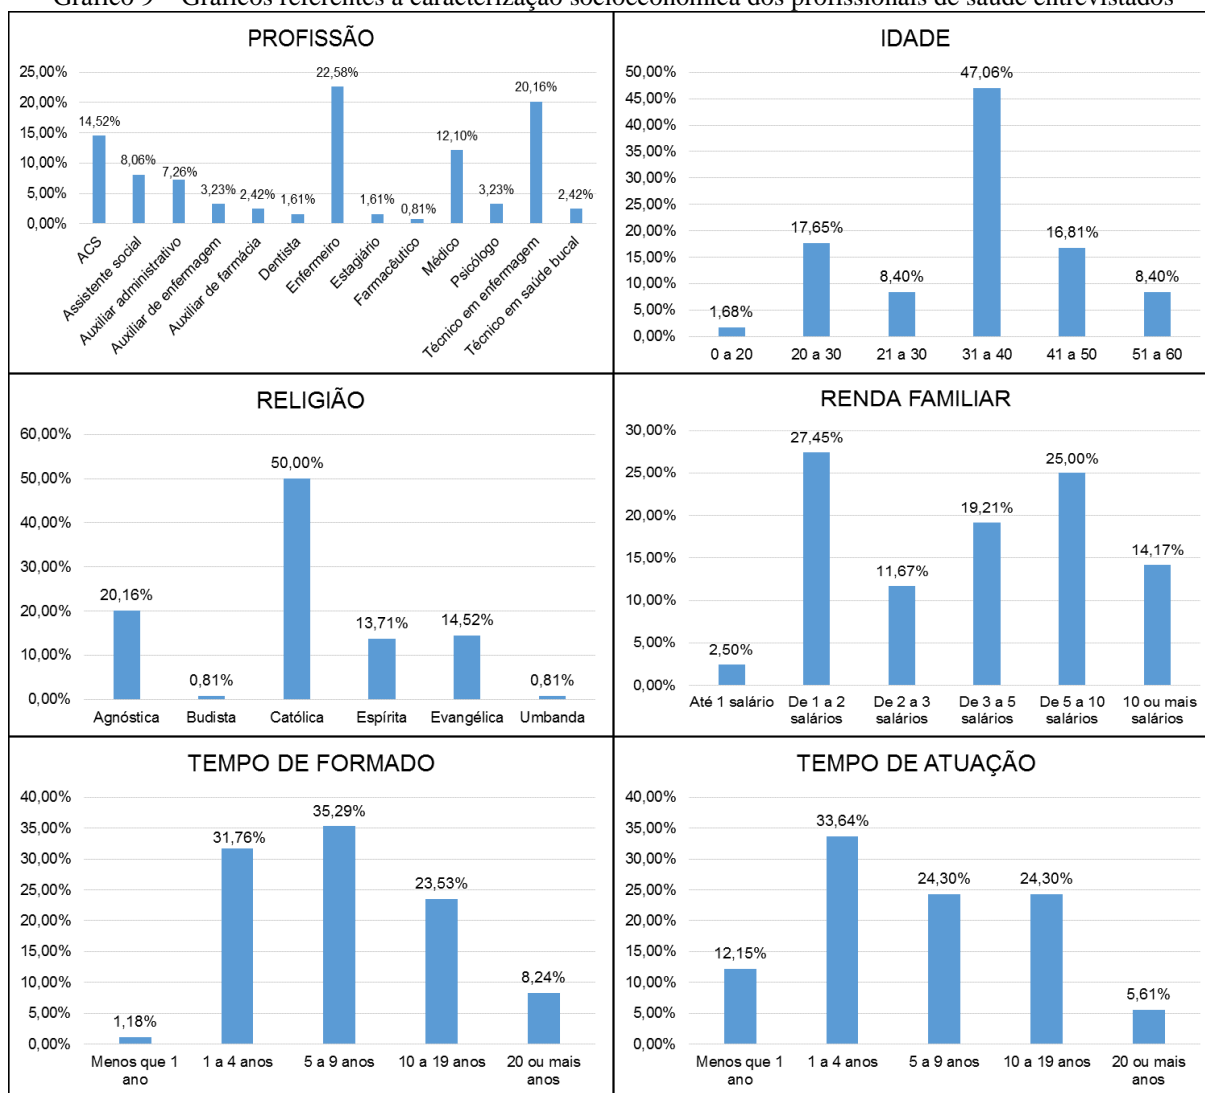 Gráfico 9 – Gráficos referentes à caracterização socioeconômica dos profissionais de saúde entrevistados
PROFISSÃO
25,00%
20,00%
15,00%
10,00%
5,00%
0,00%
14,52%
8,06%
7,26%
3,23%
2,42%
1,61%
22,58%
1,61%
0,81%
12,10%
3,23%
20,16%
2,42%
ACS
Assistente social
Auxiliar administrativo
Auxiliar de enfermagem
Auxiliar de farmácia
Dentista
Enfermeiro
Estagiário
Farmacêutico
Médico
Psicólogo
Técnico em enfermagem
Técnico em saúde bucal
IDADE
50,00%
45,00%
40,00%
35,00%
30,00%
25,00%
20,00%
15,00%
10,00%
5,00%
0,00%
1,68%
17,65%
8,40%
47,06%
16,81%
8,40%
0 a 20
20 a 30
21 a 30
31 a 40
41 a 50
51 a 60
RELIGIÃO
60,00%
50,00%
40,00%
30,00%
20,00%
10,00%
0,00%
20,16%
0,81%
50,00%
13,71%
14,52%
0,81%
Agnóstica
Budista
Católica
Espírita
Evangélica
Umbanda
RENDA FAMILIAR
30,00%
25,00%
20,00%
15,00%
10,00%
5,00%
0,00%
2,50%
27,45%
11,67%
19,21%
25,00%
14,17%
Até 1 salário
De 1 a 2
salários
De 2 a 3
salários
De 3 a 5
salários
De 5 a 10
salários
10 ou mais
salários
TEMPO DE FORMADO
40,00%
35,00%
30,00%
25,00%
20,00%
15,00%
10,00%
5,00%
0,00%
1,18%
31,76%
35,29%
23,53%
8,24%
Menos que 1
ano
1 a 4 anos
5 a 9 anos
10 a 19 anos
20 ou mais
anos
TEMPO DE ATUAÇÃO
40,00%
35,00%
30,00%
25,00%
20,00%
15,00%
10,00%
5,00%
0,00%
12,15%
33,64%
24,30%
24,30%
5,61%
Menos que 1
ano
1 a 4 anos
5 a 9 anos
10 a 19 anos
20 ou mais
anos